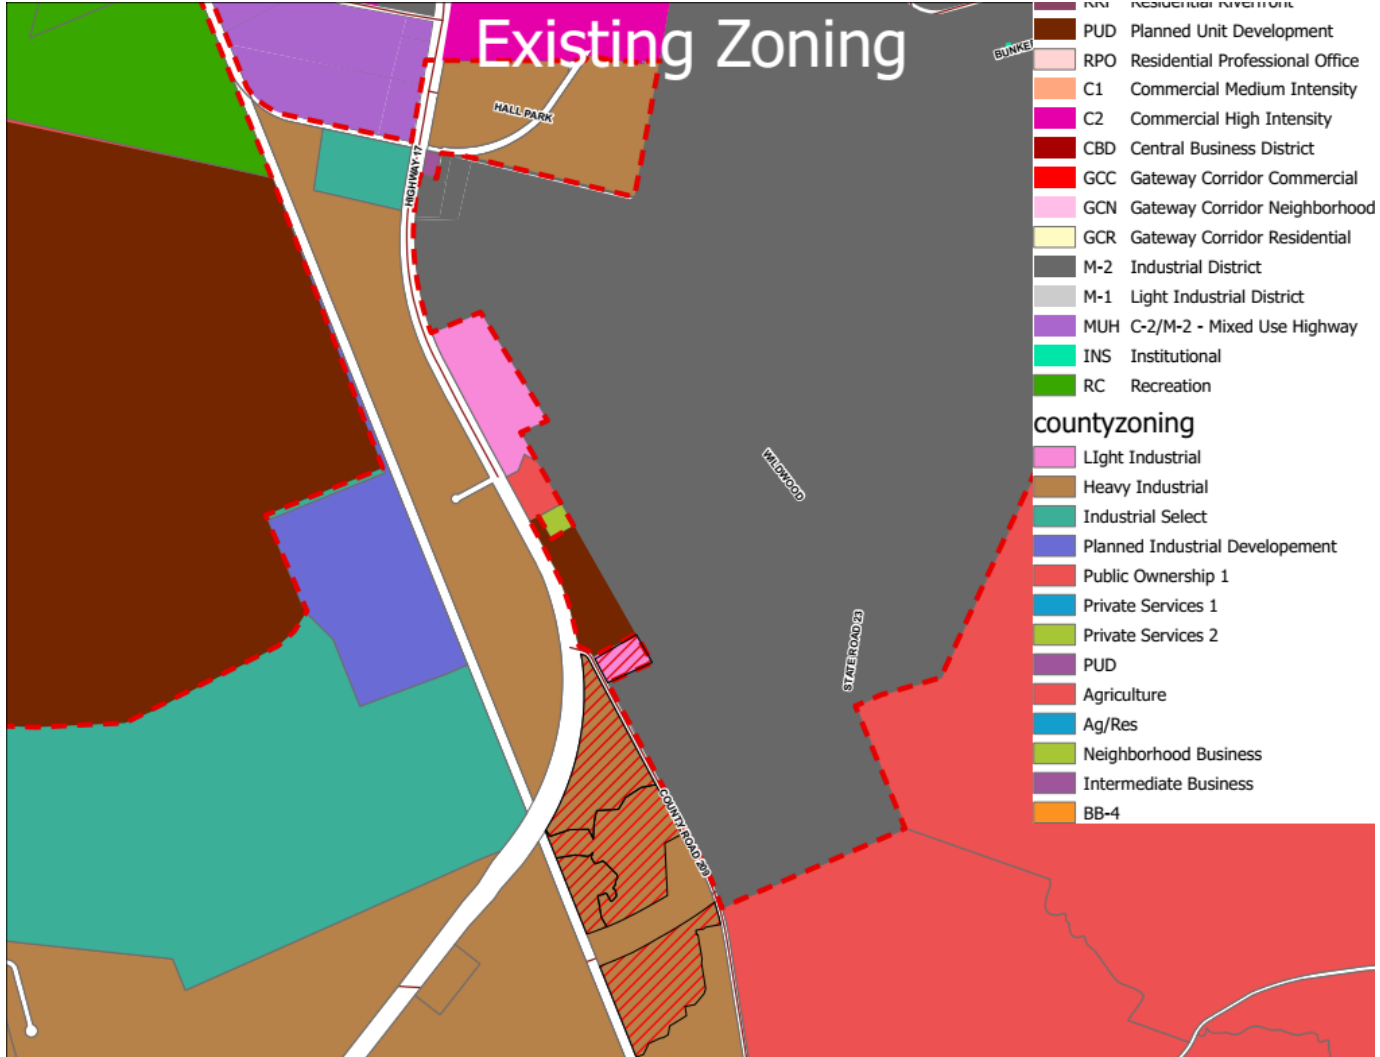 Existing Zoning
BUNKER
HALL PARK
HIGHWAY 17
WILDWOOD
STATE ROAD 23
COUNTY ROAD 209
RRF Residential Riverfront
PUD Planned Unit Development
RPO Residential Professional Office
C1 Commercial Medium Intensity
C2 Commercial High Intensity
CBD Central Business District
GCC Gateway Corridor Commercial
GCN Gateway Corridor Neighborhood
GCR Gateway Corridor Residential
M-2 Industrial District
M-1 Light Industrial District
MUH C-2/M-2 - Mixed Use Highway
INS Institutional
RC Recreation
countyzoning
LIght Industrial
Heavy Industrial
Industrial Select
Planned Industrial Developement
Public Ownership 1
Private Services 1
Private Services 2
PUD
Agriculture
Ag/Res
Neighborhood Business
Intermediate Business
BB-4